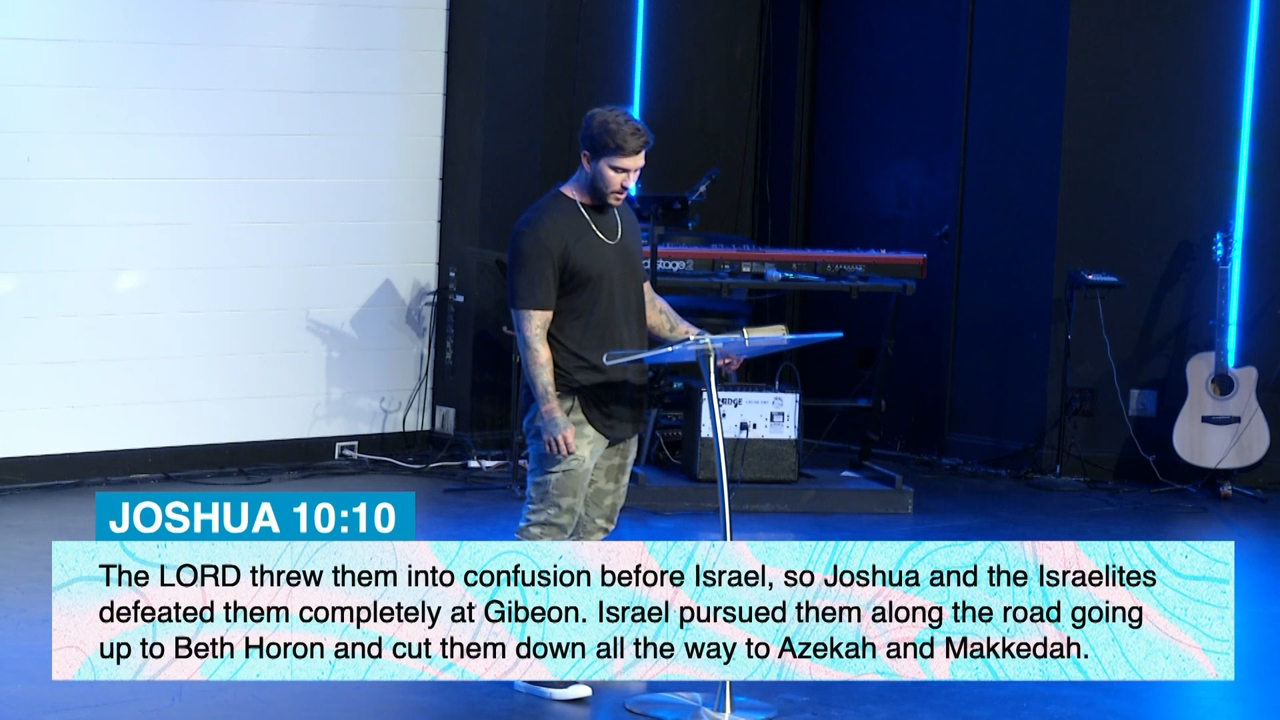 stage 2
JOSHUA 10:10
The LORD threw them into confusion before Israel, so Joshua and the Israelites
defeated them completely at Gibeon. Israel pursued them along the road going
up to Beth Horon and cut them down all the way to Azekah and Makkedah.